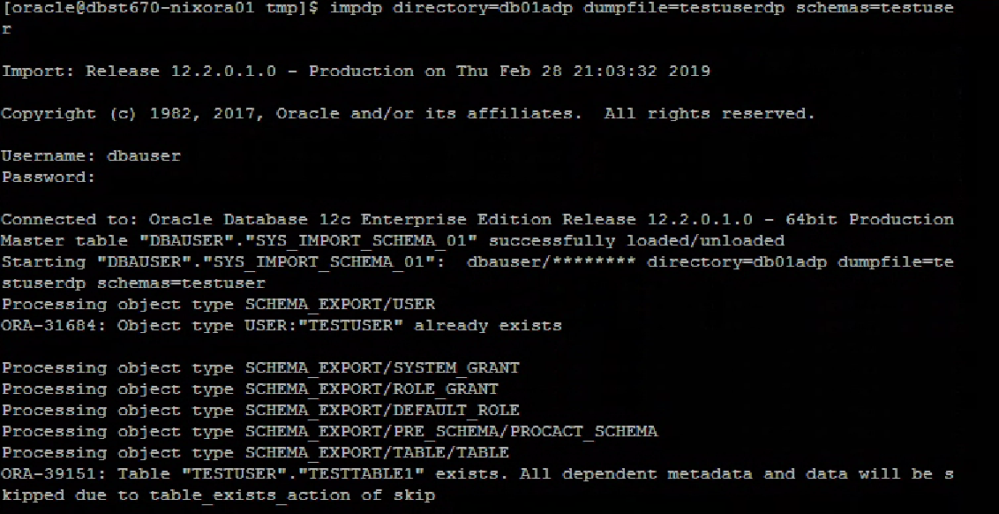 [oracle@dbst670-nixora01 tmp]$ impdp directory=db01adp dumpfile=testuserdp schemas=testuse
r
Import: Release 12.2.0.1.0 - Production on Thu Feb 28 21:03:32 2019
Copyright (c) 1982, 2017, Oracle and/or its affiliates.  All rights reserved.
Username: dbauser
Password:
Connected to: Oracle Database 12c Enterprise Edition Release 12.2.0.1.0 - 64bit Production
Master table "DBAUSER"."SYS_IMPORT_SCHEMA_01" successfully loaded/unloaded
Starting "DBAUSER"."SYS_IMPORT_SCHEMA_01":  dbauser/******** directory=db01adp dumpfile=te
stuserdp schemas=testuser
Processing object type SCHEMA_EXPORT/USER
ORA-31684: Object type USER:"TESTUSER" already exists
Processing object type SCHEMA_EXPORT/SYSTEM_GRANT
Processing object type SCHEMA_EXPORT/ROLE_GRANT
Processing object type SCHEMA_EXPORT/DEFAULT_ROLE
Processing object type SCHEMA_EXPORT/PRE_SCHEMA/PROCACT_SCHEMA
Processing object type SCHEMA_EXPORT/TABLE/TABLE
ORA-39151: Table "TESTUSER"."TESTTABLE1" exists. All dependent metadata and data will be s
kipped due to table_exists_action of skip